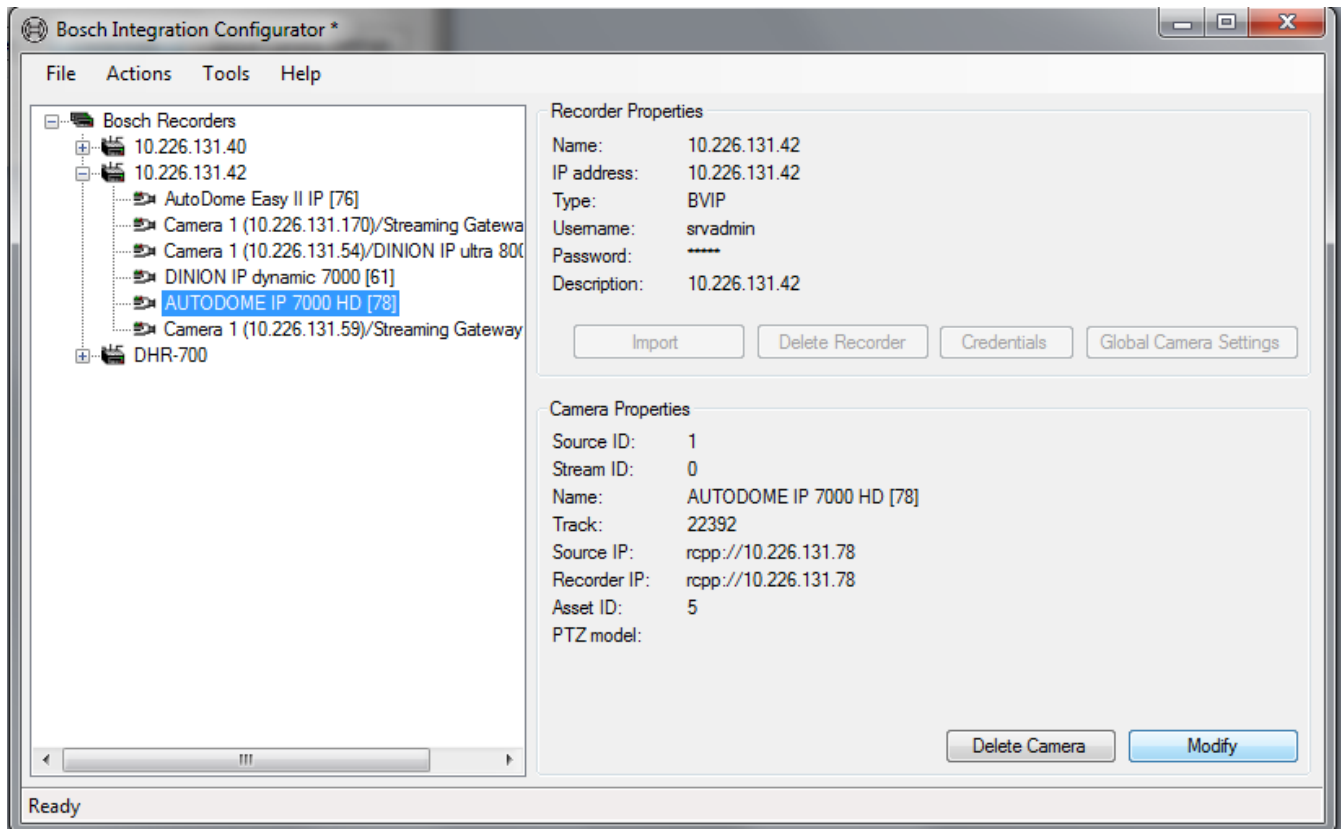 Bosch Integration Configurator *
File Actions Tools Help
Bosch Recorders
10.226.131.40
10.226.131.42
AutoDome Easy II IP [76]
Camera 1 (10.226.131.170)/Streaming Gatewa
Camera 1 (10.226.131.54)/DINION IP ultra 800
DINION IP dynamic 7000 [61]
AUTODOME IP 7000 HD [78]
Camera 1 (10.226.131.59)/Streaming Gateway
DHR-700
Recorder Properties
Name: 10.226.131.42
IP address: 10.226.131.42
Type: BVIP
Username: srvadmin
Password: *****
Description: 10.226.131.42
Import Delete Recorder Credentials Global Camera Settings
Camera Properties
Source ID: 1
Stream ID: 0
Name: AUTODOME IP 7000 HD [78]
Track: 22392
Source IP: rcpp://10.226.131.78
Recorder IP: rcpp://10.226.131.78
Asset ID: 5
PTZ model:
Delete Camera Modify
Ready